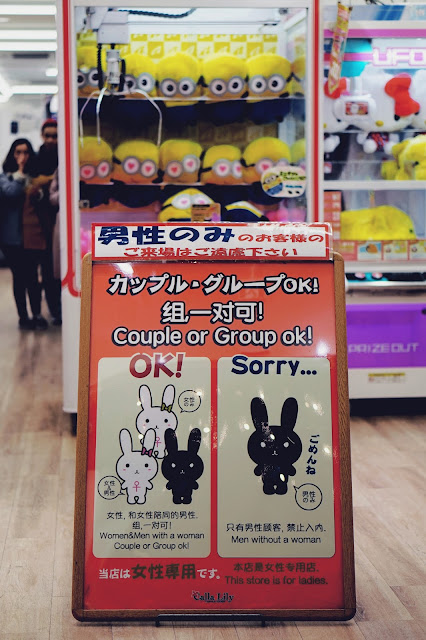 男性のみのお客様の
ご来場はご遠慮下さい
カップル・グループOK!
组,一对可!
Couple or Group ok!
OK!
女性のみ
女性&男性
女性, 和女性陪同的男性.
组,一对可!
Women&Men with a woman
Couple or Group ok!
Sorry...
ごめんね
男性のみ
只有男性顾客, 禁止入内.
Men without a woman
当店は女性専用です。
本店是女性专用店.
This store is for ladies.
Calla Lily
UFO
PRIZE OUT